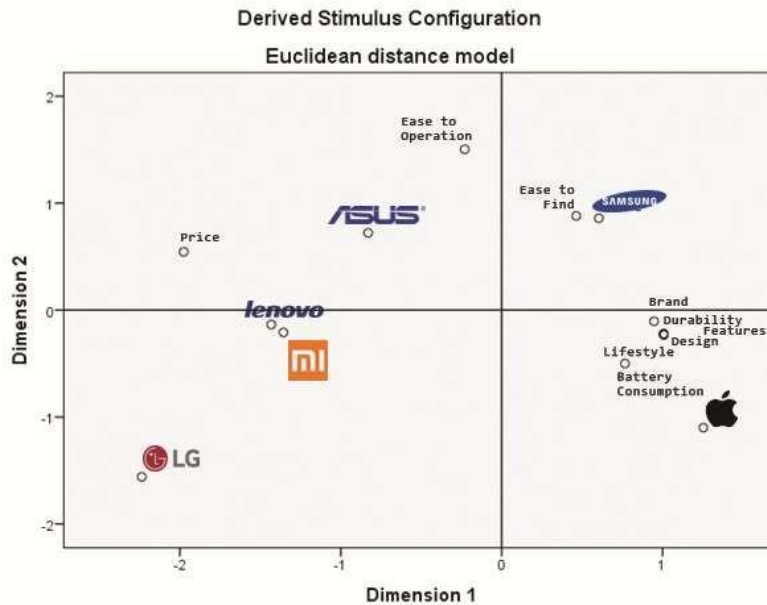 Derived Stimulus Configuration
Euclidean distance model
2
Ease to
Operation
1
ASUS®
Ease to
Find
SAMSUNG
Price
0
lenovo
mi
Brand
Durability
Features
Design
Lifestyle
Battery
Consumption
-1
LG
-2
-2
-1
0
1
Dimension 2
Dimension 1